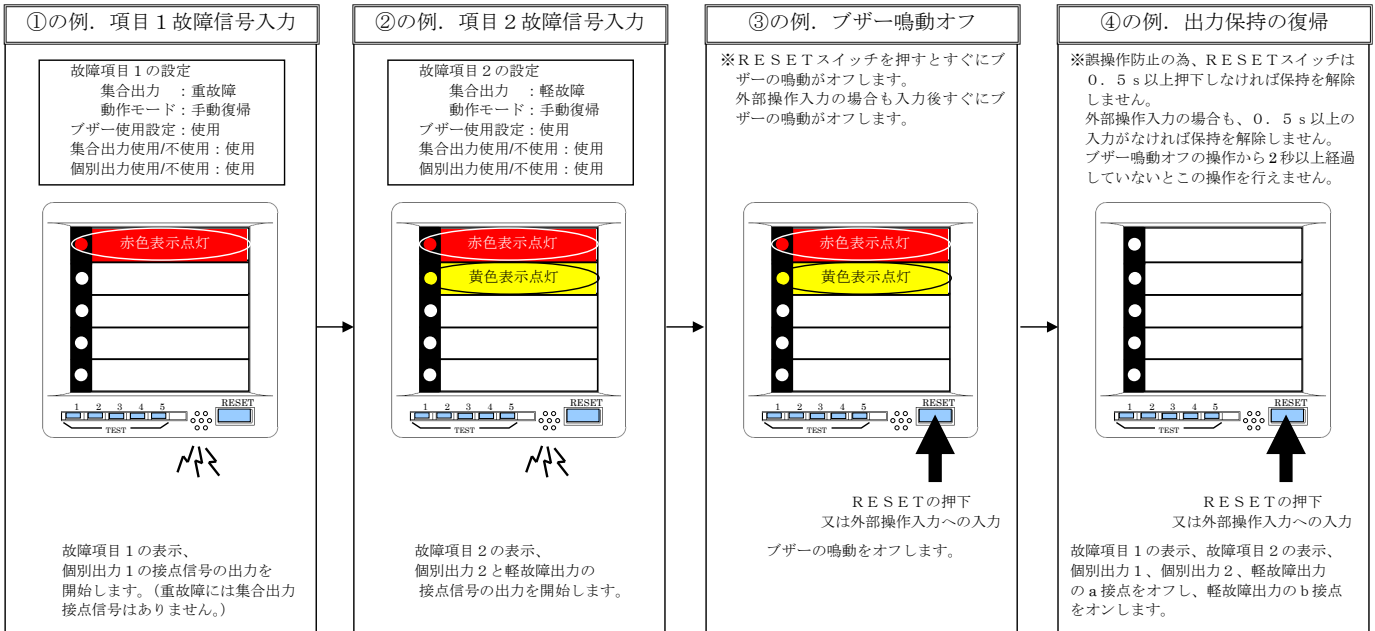 ①の例．項目１故障信号入力
故障項目１の設定
集合出力　：重故障
動作モード：手動復帰
ブザー使用設定：使用
集合出力使用/不使用：使用
個別出力使用/不使用：使用
赤色表示点灯
1 2 3 4 5
TEST
RESET
故障項目１の表示、
個別出力１の接点信号の出力を
開始します。（重故障には集合出力
接点信号はありません。）
②の例．項目２故障信号入力
故障項目２の設定
集合出力　：軽故障
動作モード：手動復帰
ブザー使用設定：使用
集合出力使用/不使用：使用
個別出力使用/不使用：使用
赤色表示点灯
黄色表示点灯
1 2 3 4 5
TEST
RESET
故障項目２の表示、
個別出力２と軽故障出力の
接点信号の出力を開始します。
③の例．ブザー鳴動オフ
※ＲＥＳＥＴスイッチを押すとすぐにブ
ザーの鳴動がオフします。
外部操作入力の場合も入力後すぐにブ
ザーの鳴動がオフします。
赤色表示点灯
黄色表示点灯
1 2 3 4 5
TEST
RESET
ＲＥＳＥＴの押下
又は外部操作入力への入力
ブザーの鳴動をオフします。
④の例．出力保持の復帰
※誤操作防止の為、ＲＥＳＥＴスイッチは
０．５ｓ以上押下しなければ保持を解除
しません。
外部操作入力の場合も、０．５ｓ以上の
入力がなければ保持を解除しません。
ブザー鳴動オフの操作から2秒以上経過
していないとこの操作を行えません。
1 2 3 4 5
TEST
RESET
ＲＥＳＥＴの押下
又は外部操作入力への入力
故障項目１の表示、故障項目２の表示、
個別出力１、個別出力２、軽故障出力
のａ接点をオフし、軽故障出力のｂ接点
をオンします。